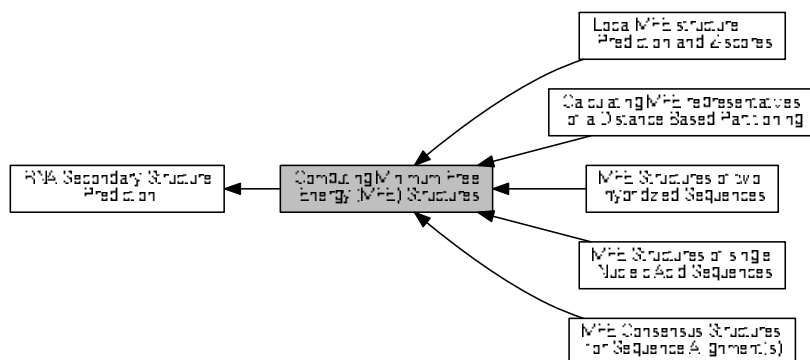 Local MFE structure
Prediction and Z-scores
Calculating MFE representatives
of a Distance Based Partitioning
RNA Secondary Structure
Prediction
Computing Minimum Free
Energy (MFE) Structures
MFE Structures of two
hybridized Sequences
MFE Structures of single
Nucleic Acid Sequences
MFE Consensus Structures
for Sequence Alignment(s)